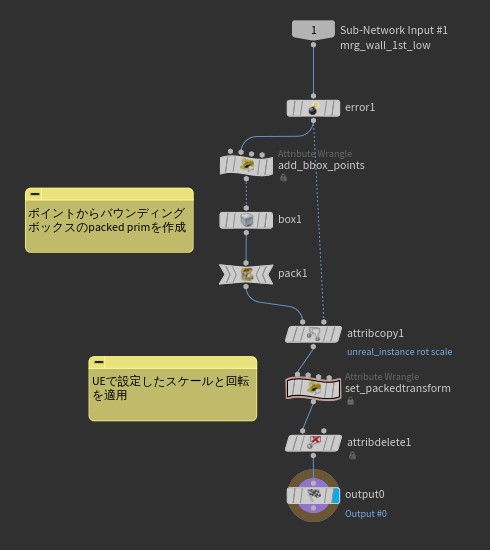 1
Sub-Network Input #1
mrg_wall_1st_low
error1
Attribute Wrangle
add_bbox_points
ポイントからバウンディング
ボックスのpacked primを作成
box1
pack1
attribcopy1
unreal_instance rot scale
UEで設定したスケールと回転
を適用
Attribute Wrangle
set_packedtransform
attribdelete1
output0
Output #0